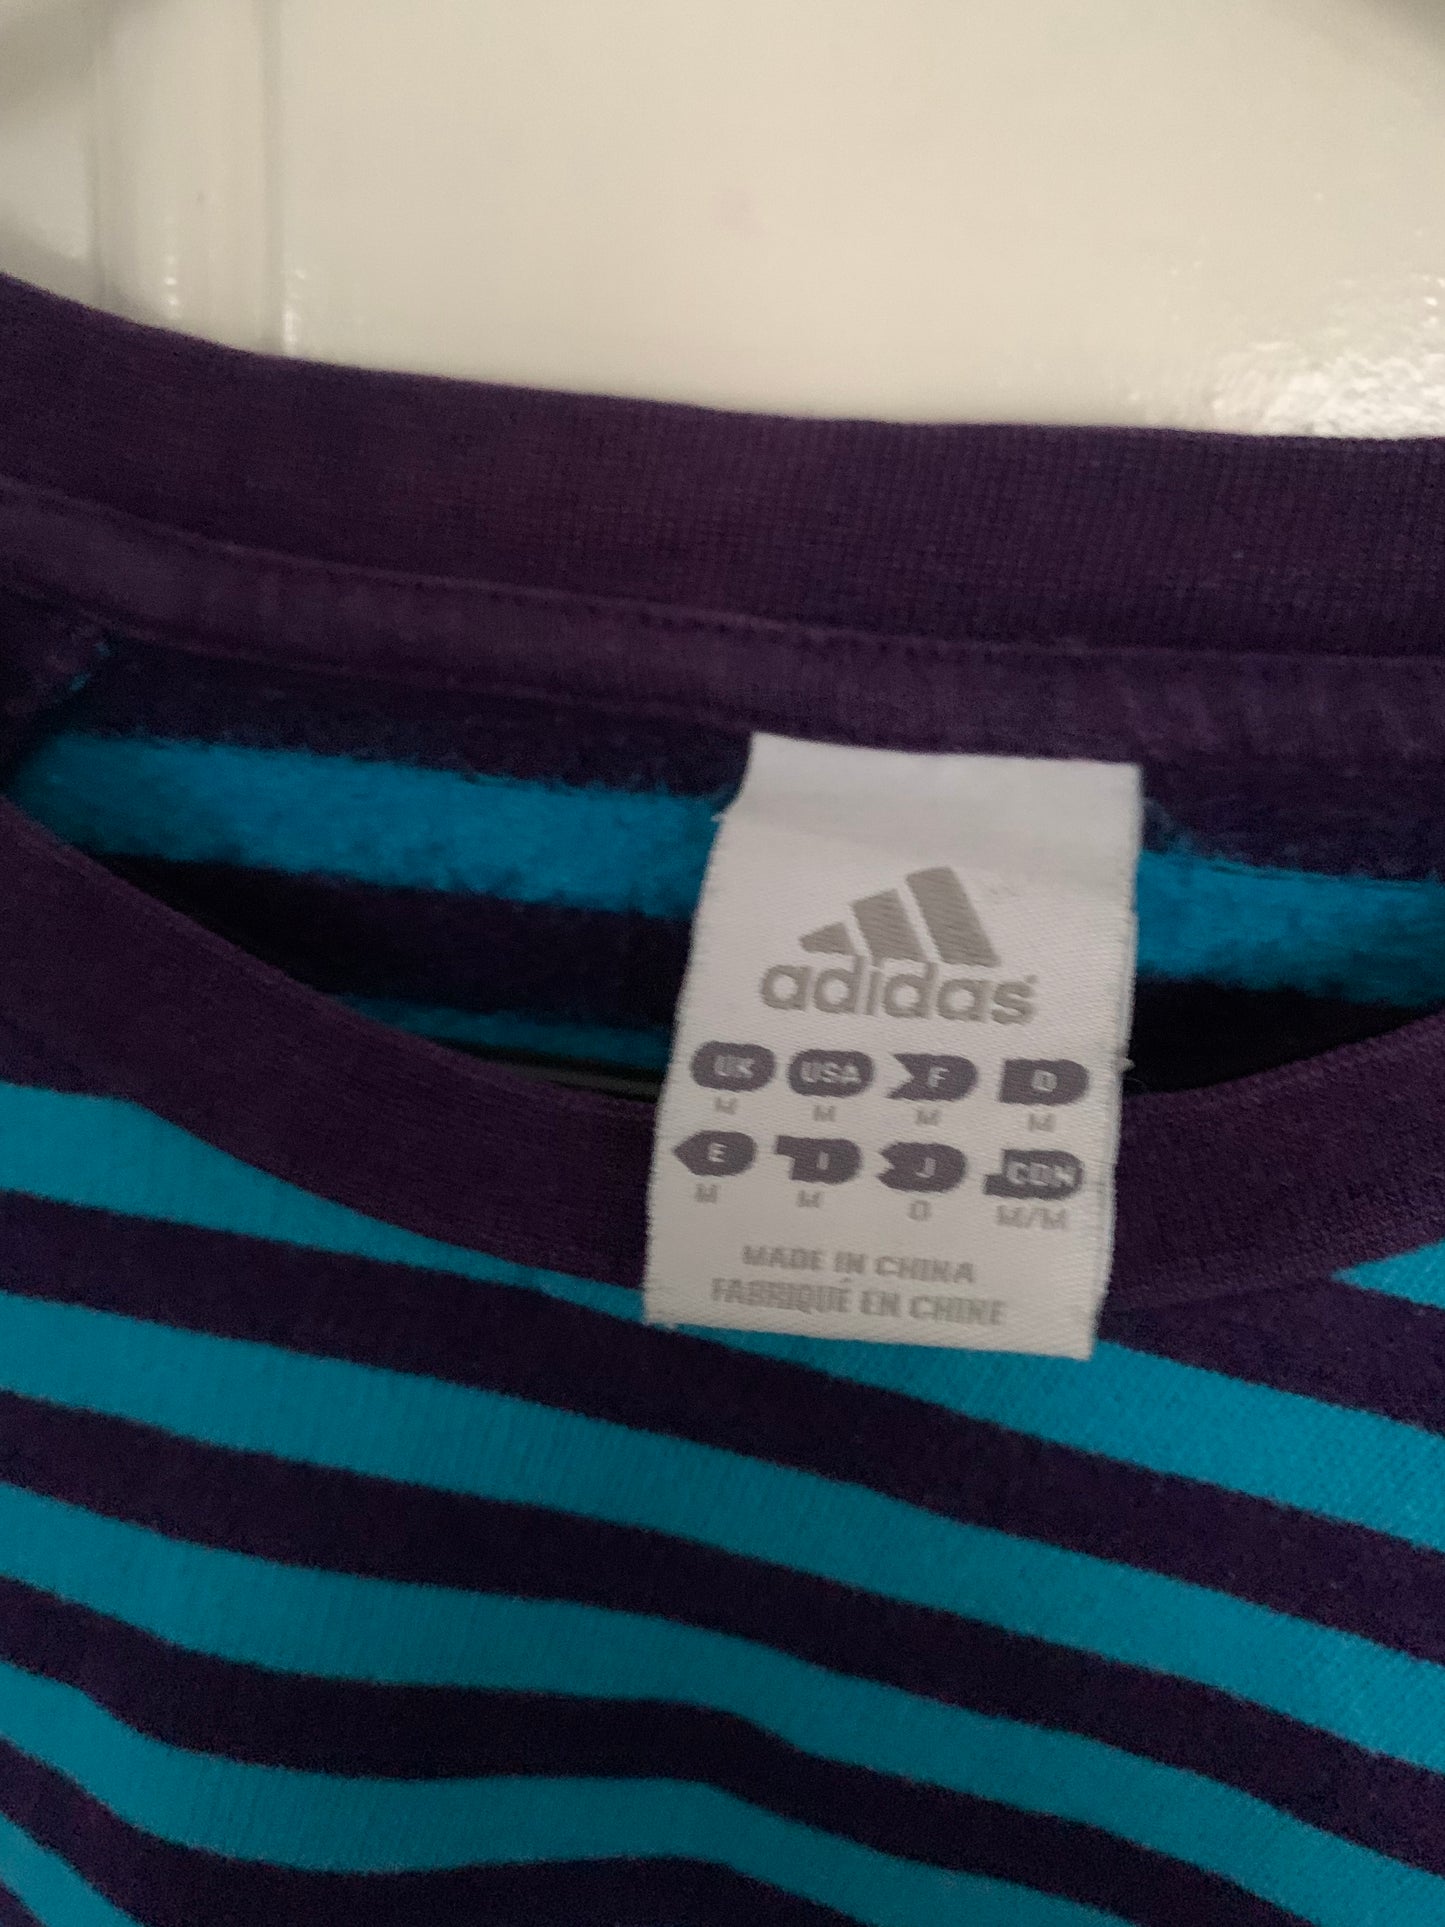 adidas
UK USA F D
M M M M
E I J CDN
M M O M/M
MADE IN CHINA
FABRIQUÉ EN CHINE